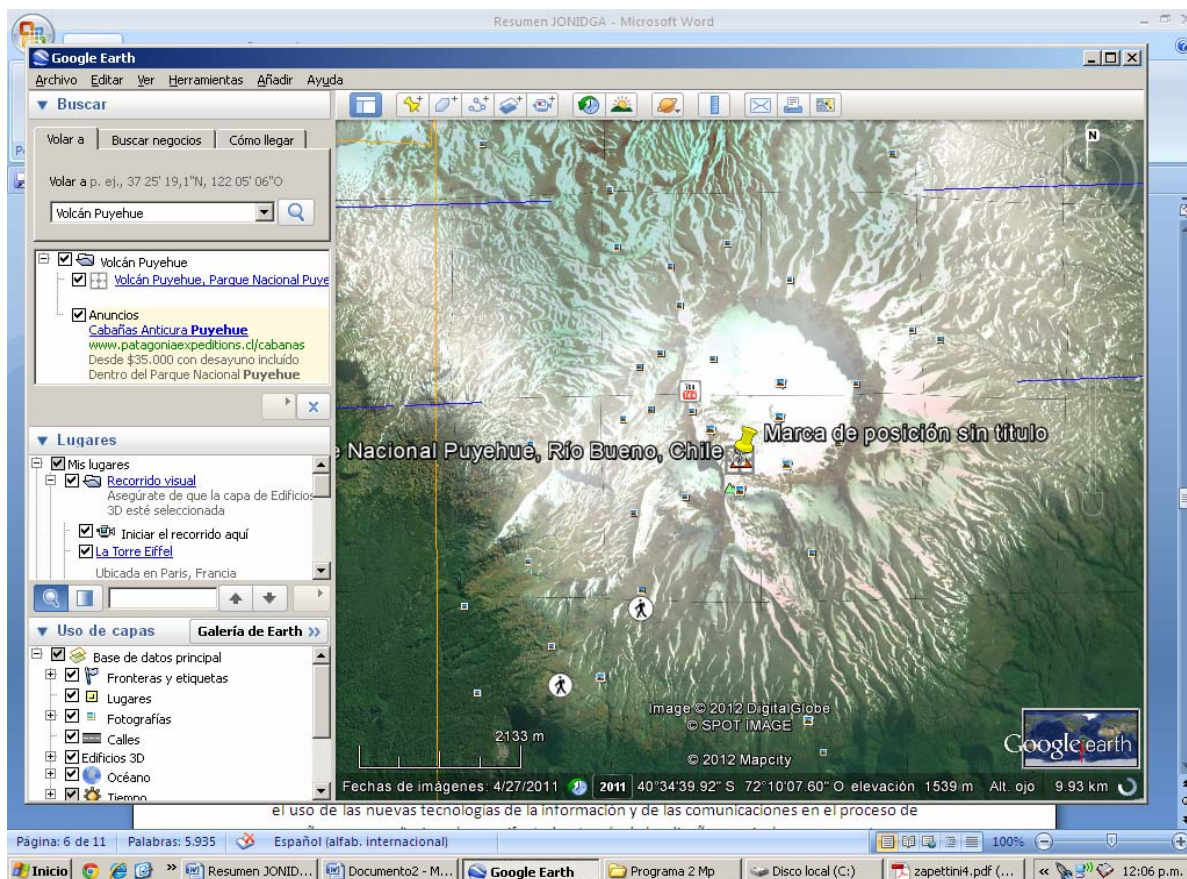 Resumen JONIDGA - Microsoft Word
Google Earth
Archivo Editar Ver Herramientas Añadir Ayuda
Buscar
Volar a Buscar negocios Cómo llegar
Volar a p. ej., 37 25' 19,1"N, 122 05' 06"O
Volcán Puyehue
Volcán Puyehue
Volcán Puyehue, Parque Nacional Puye
Anuncios
Cabañas Anticura Puyehue
www.patagoniaexpeditions.cl/cabanas
Desde $35.000 con desayuno incluído
Dentro del Parque Nacional Puyehue
Lugares
Mis lugares
Recorrido visual
Asegúrate de que la capa de Edificios
3D esté seleccionada
Iniciar el recorrido aquí
La Torre Eiffel
Ubicada en Paris, Francia
Uso de capas Galería de Earth »
Base de datos principal
Fronteras y etiquetas
Lugares
Fotografías
Calles
Edificios 3D
Océano
Tiempo
N
You Tube
Marca de posición sin título
e Nacional Puyehue, Río Bueno, Chile
Image © 2012 DigitalGlobe
© SPOT IMAGE
2133 m
© 2012 Mapcity
Google earth
Fechas de imágenes: 4/27/2011 2011 40°34'39.92" S 72°10'07.60" O elevación 1539 m Alt. ojo 9.93 km
el uso de las nuevas tecnologías de la información y de las comunicaciones en el proceso de
Página: 6 de 11 Palabras: 5.935 Español (alfab. internacional) 100%
Inicio » Resumen JONID... Documento2 - M... Google Earth Programa 2 Mp Disco local (C:) zapettini4.pdf (... « 12:06 p.m.